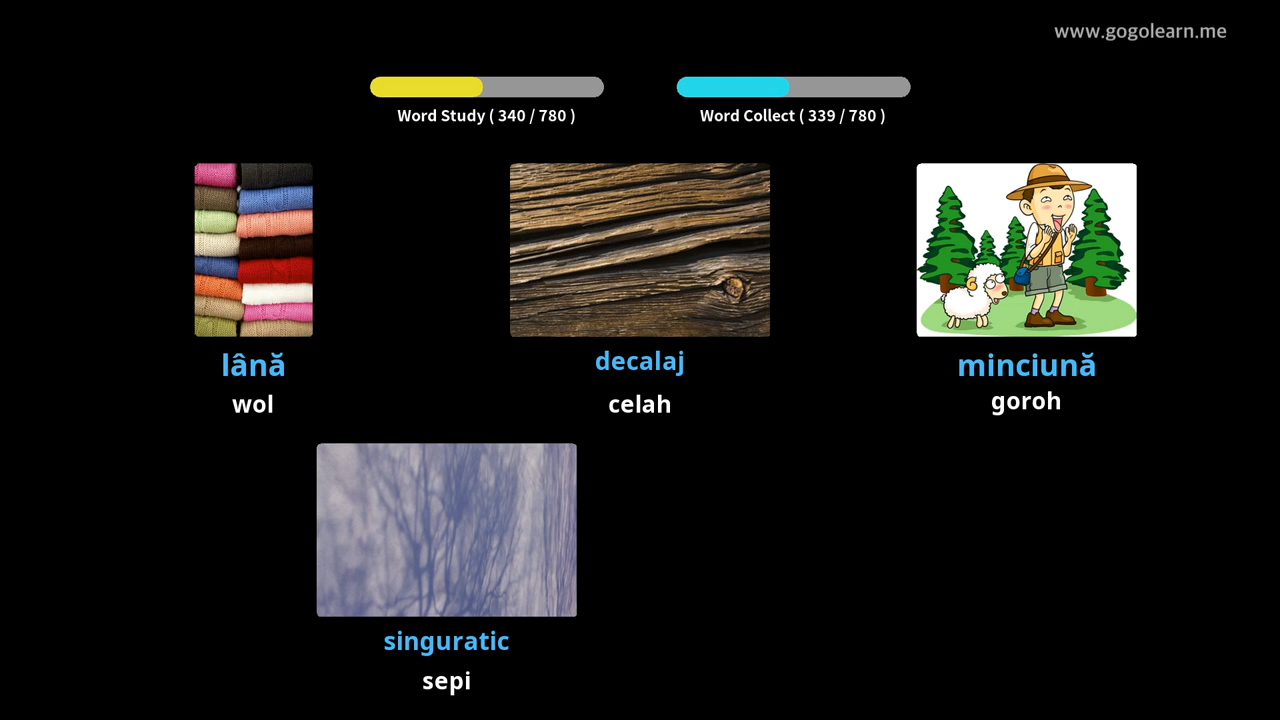 www.gogolearn.me
Word Study ( 340 / 780 )
Word Collect ( 339 / 780 )
lână
wol
decalaj
celah
minciună
goroh
singuratic
sepi